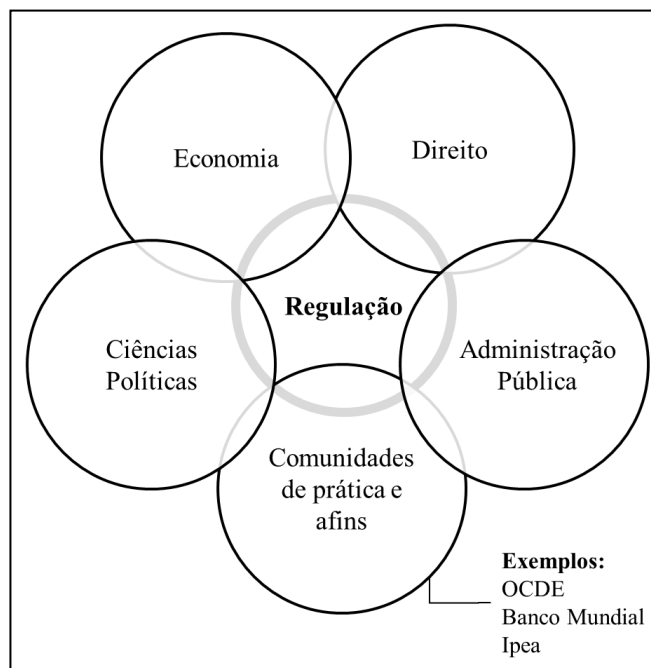 Economia
Direito
Regulação
Ciências
Políticas
Administração
Pública
Comunidades
de prática e
afins
Exemplos:
OCDE
Banco Mundial
Ipea